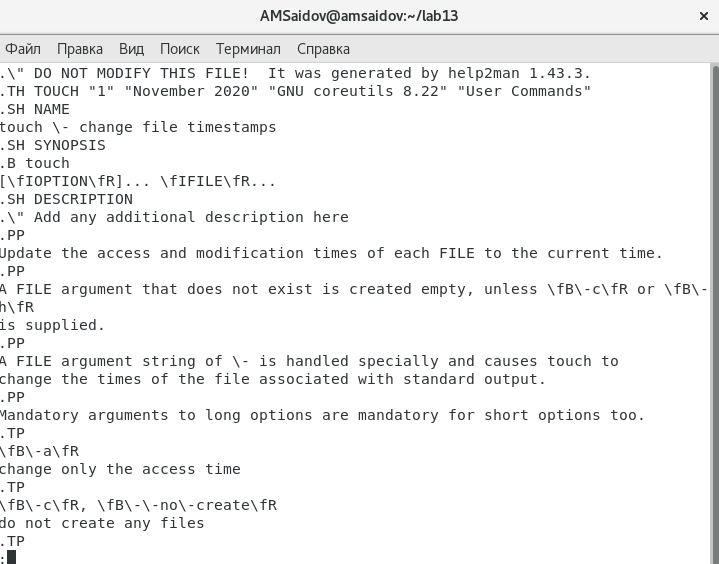 AMSaidov@amsaidov:~/lab13
Файл Правка Вид Поиск Терминал Справка
.\" DO NOT MODIFY THIS FILE!  It was generated by help2man 1.43.3.
.TH TOUCH "1" "November 2020" "GNU coreutils 8.22" "User Commands"
.SH NAME
touch \- change file timestamps
.SH SYNOPSIS
.B touch
[\fIOPTION\fR]... \fIFILE\fR...
.SH DESCRIPTION
.\" Add any additional description here
.PP
Update the access and modification times of each FILE to the current time.
.PP
A FILE argument that does not exist is created empty, unless \fB\-c\fR or \fB\-
h\fR
is supplied.
.PP
A FILE argument string of \- is handled specially and causes touch to
change the times of the file associated with standard output.
.PP
Mandatory arguments to long options are mandatory for short options too.
.TP
\fB\-a\fR
change only the access time
.TP
\fB\-c\fR, \fB\-\-no\-create\fR
do not create any files
.TP
: